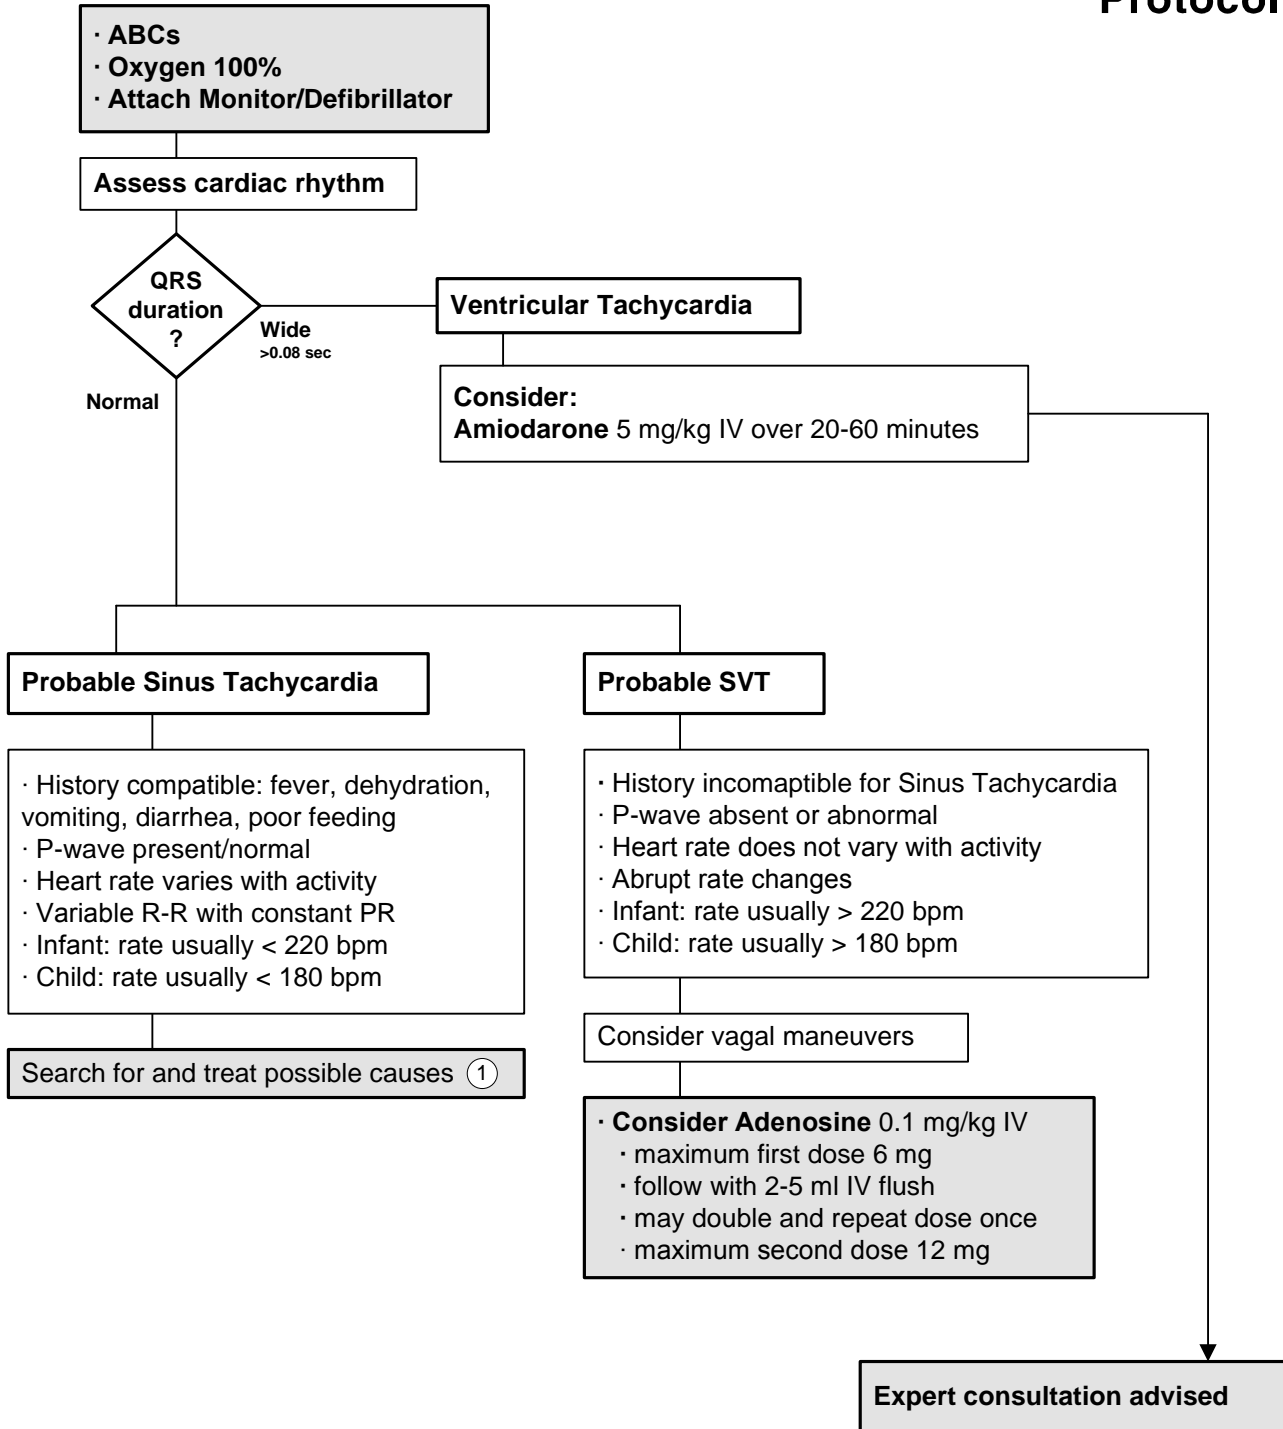 Protocol
· ABCs
· Oxygen 100%
· Attach Monitor/Defibrillator
Assess cardiac rhythm
QRS
duration
?
Wide
>0.08 sec
Normal
Ventricular Tachycardia
Consider:
Amiodarone 5 mg/kg IV over 20-60 minutes
Probable Sinus Tachycardia
· History compatible: fever, dehydration,
vomiting, diarrhea, poor feeding
· P-wave present/normal
· Heart rate varies with activity
· Variable R-R with constant PR
· Infant: rate usually < 220 bpm
· Child: rate usually < 180 bpm
Search for and treat possible causes 1
Probable SVT
· History incomaptible for Sinus Tachycardia
· P-wave absent or abnormal
· Heart rate does not vary with activity
· Abrupt rate changes
· Infant: rate usually > 220 bpm
· Child: rate usually > 180 bpm
Consider vagal maneuvers
· Consider Adenosine 0.1 mg/kg IV
· maximum first dose 6 mg
· follow with 2-5 ml IV flush
· may double and repeat dose once
· maximum second dose 12 mg
Expert consultation advised